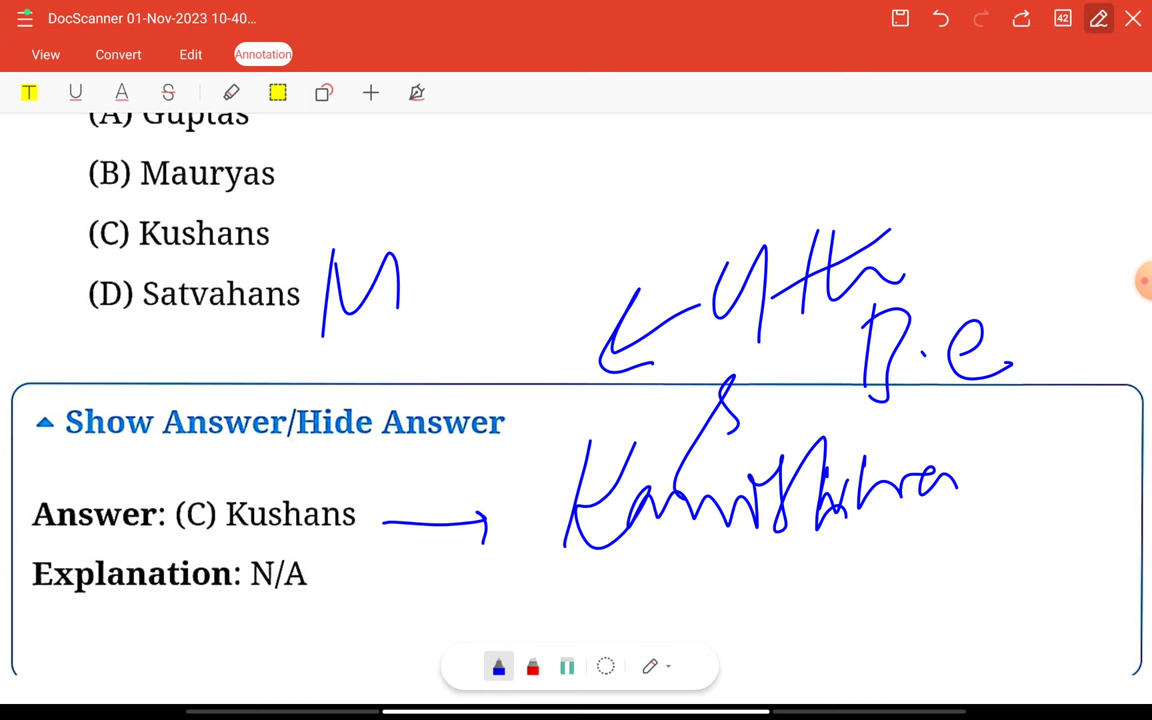 DocScanner 01-Nov-2023 10-40...
42
View Convert Edit Annotation
T U A S
(A) Guptas
(B) Mauryas
(C) Kushans
(D) Satvahans
M
Show Answer/Hide Answer
Answer: (C) Kushans
Explanation: N/A